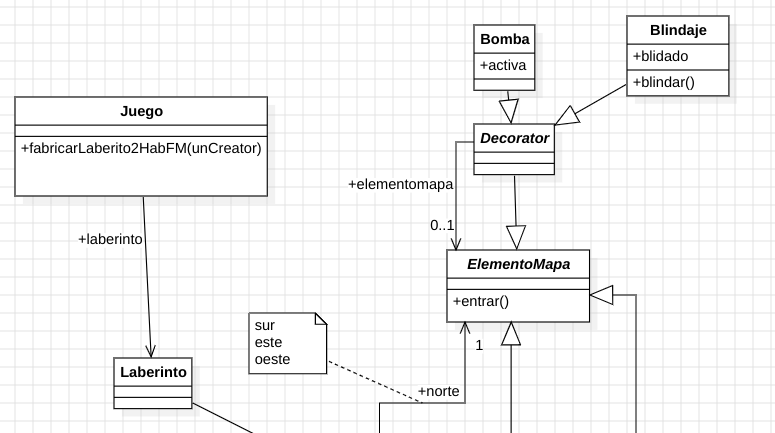 Bomba
+activa
Blindaje
+blidado
+blindar()
Juego
+fabricarLaberito2HabFM(unCreator)
Decorator
+elementomapa
0..1
+laberinto
ElementoMapa
+entrar()
sur
este
oeste
1
Laberinto
+norte